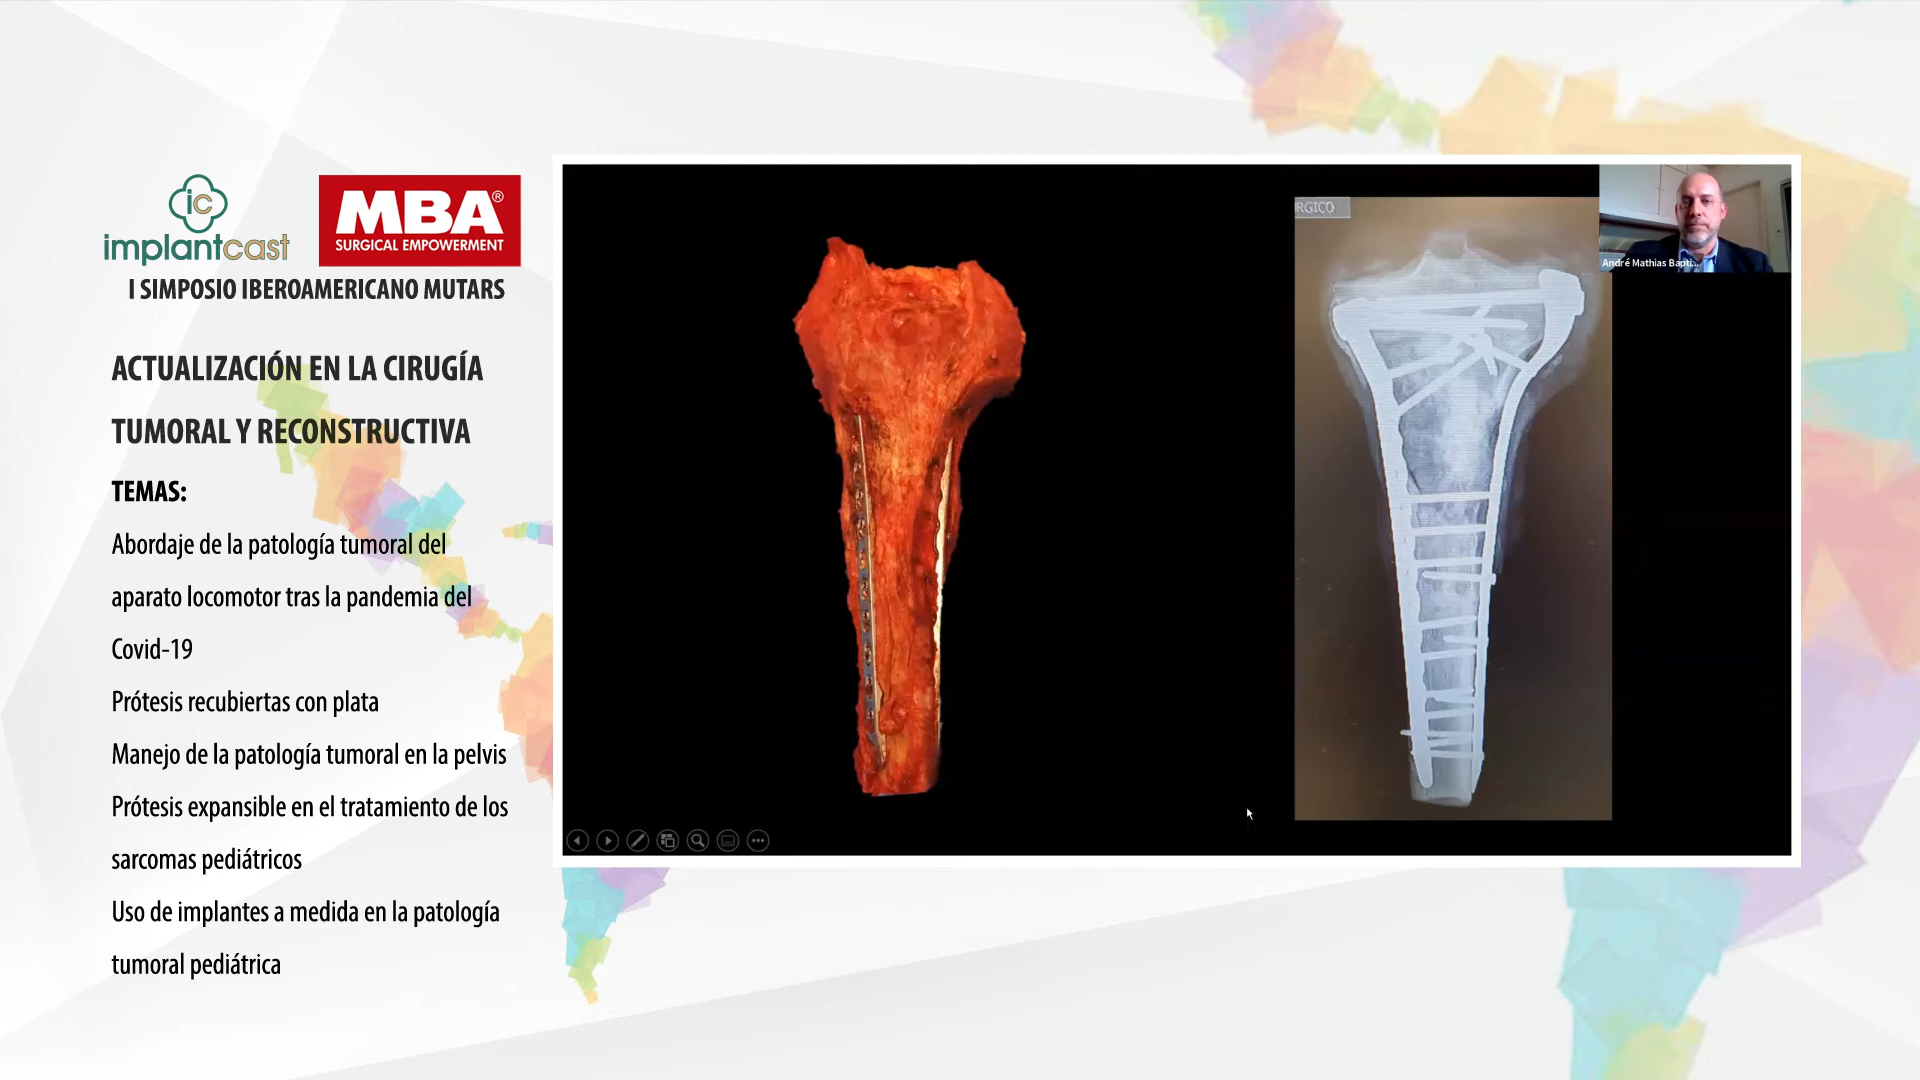 ic
implantcast
MBA®
SURGICAL EMPOWERMENT
I SIMPOSIO IBEROAMERICANO MUTARS
ACTUALIZACIÓN EN LA CIRUGÍA
TUMORAL Y RECONSTRUCTIVA
TEMAS:
Abordaje de la patología tumoral del
aparato locomotor tras la pandemia del
Covid-19
Prótesis recubiertas con plata
Manejo de la patología tumoral en la pelvis
Prótesis expansible en el tratamiento de los
sarcomas pediátricos
Uso de implantes a medida en la patología
tumoral pediátrica
RGICO
André Mathias Bapti...